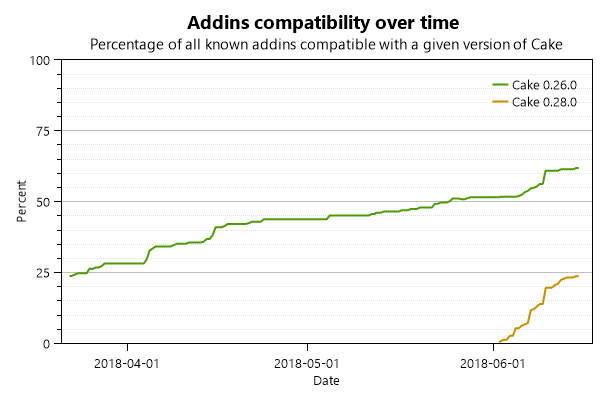 Addins compatibility over time
Percentage of all known addins compatible with a given version of Cake
100
75
50
25
0
Percent
Cake 0.26.0
Cake 0.28.0
2018-04-01
2018-05-01
2018-06-01
Date